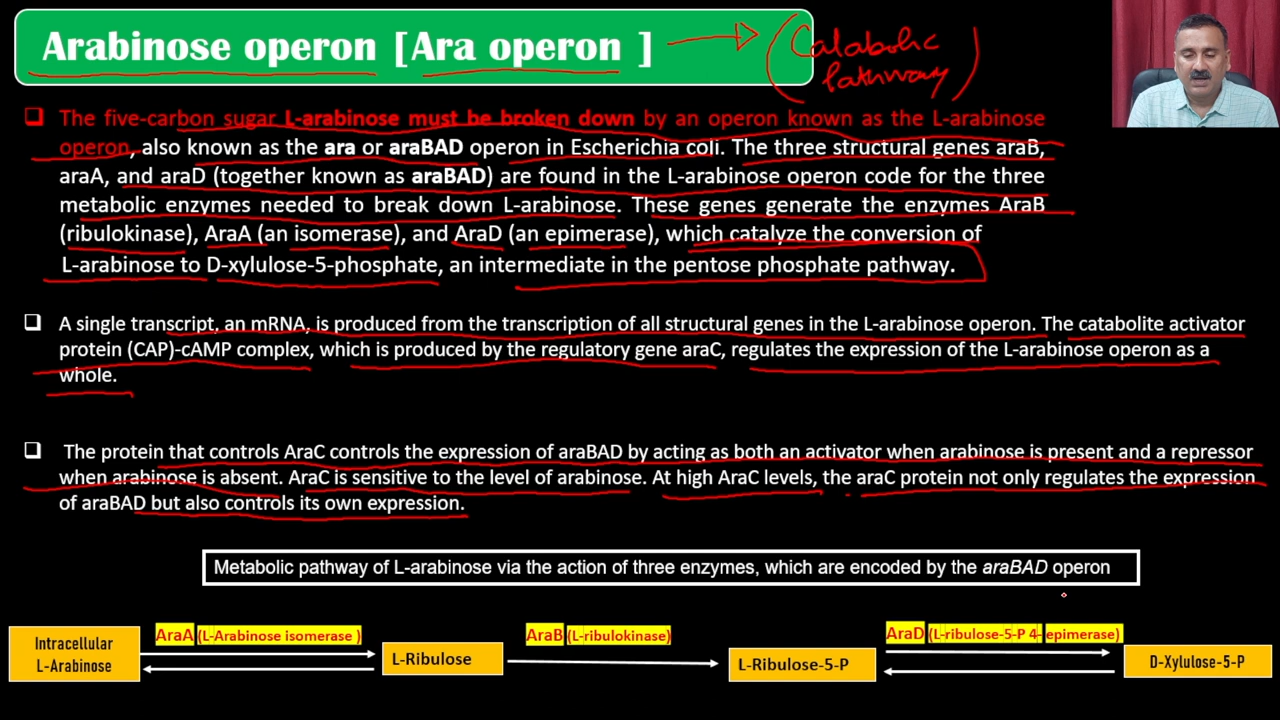 Arabinose operon [Ara operon ]
(Catabolic
Pathway)
❑ The five-carbon sugar L-arabinose must be broken down by an operon known as the L-arabinose
operon, also known as the ara or araBAD operon in Escherichia coli. The three structural genes araB,
araA, and araD (together known as araBAD) are found in the L-arabinose operon code for the three
metabolic enzymes needed to break down L-arabinose. These genes generate the enzymes AraB
(ribulokinase), AraA (an isomerase), and AraD (an epimerase), which catalyze the conversion of
L-arabinose to D-xylulose-5-phosphate, an intermediate in the pentose phosphate pathway.
❑ A single transcript, an mRNA, is produced from the transcription of all structural genes in the L-arabinose operon. The catabolite activator
protein (CAP)-cAMP complex, which is produced by the regulatory gene araC, regulates the expression of the L-arabinose operon as a
whole.
❑ The protein that controls AraC controls the expression of araBAD by acting as both an activator when arabinose is present and a repressor
when arabinose is absent. AraC is sensitive to the level of arabinose. At high AraC levels, the araC protein not only regulates the expression
of araBAD but also controls its own expression.
Metabolic pathway of L-arabinose via the action of three enzymes, which are encoded by the araBAD operon
Intracellular
L-Arabinose
AraA (L-Arabinose isomerase )
L-Ribulose
AraB (L-ribulokinase)
L-Ribulose-5-P
AraD (L-ribulose-5-P 4- epimerase)
D-Xylulose-5-P